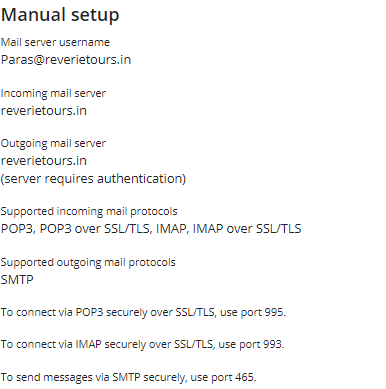 Manual setup
Mail server username
Paras@reverietours.in
Incoming mail server
reverietours.in
Outgoing mail server
reverietours.in
(server requires authentication)
Supported incoming mail protocols
POP3, POP3 over SSL/TLS, IMAP, IMAP over SSL/TLS
Supported outgoing mail protocols
SMTP
To connect via POP3 securely over SSL/TLS, use port 995.
To connect via IMAP securely over SSL/TLS, use port 993.
To send messages via SMTP securely, use port 465.